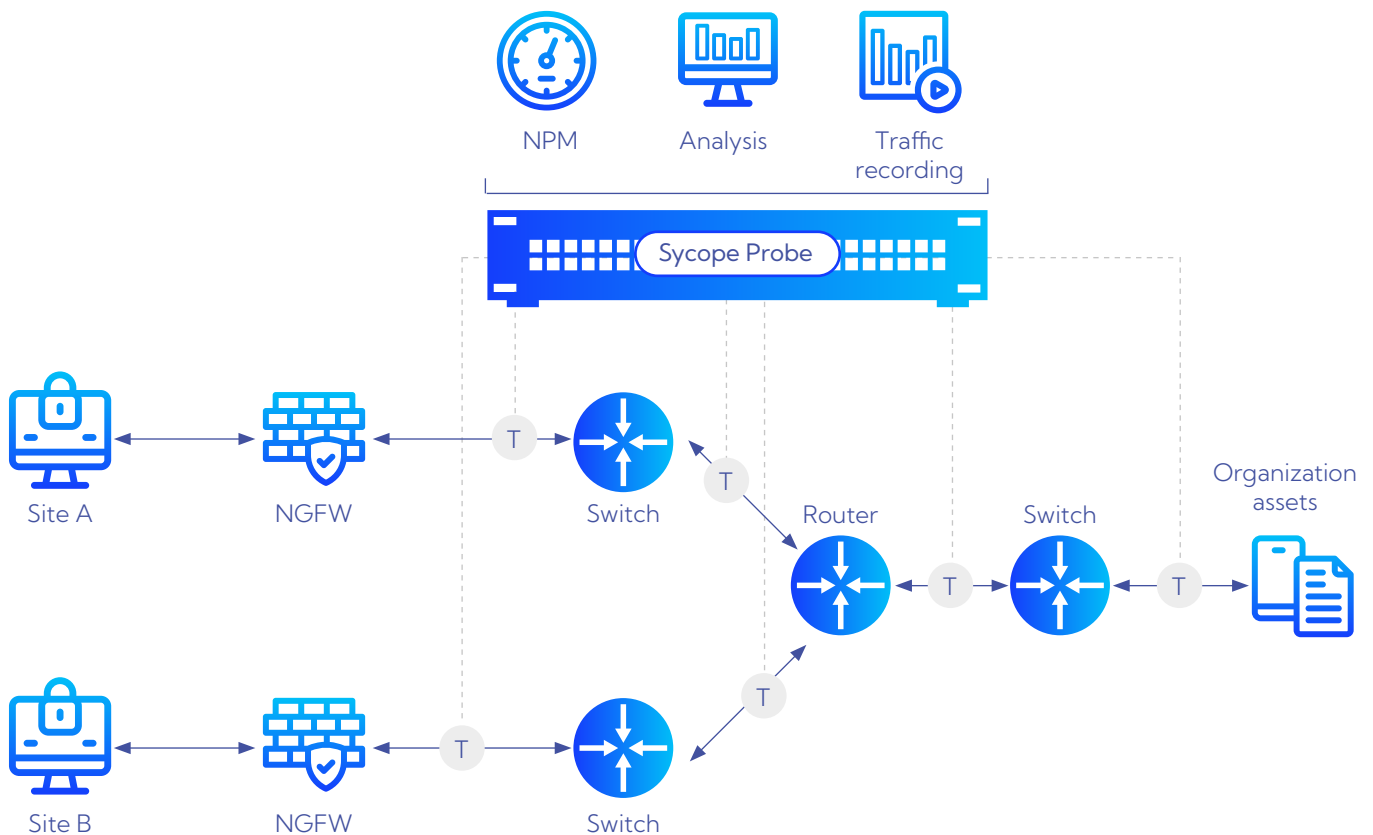 NPM
Analysis
Traffic
recording
Sycope Probe
T
T
Organization
assets
Site A
NGFW
Switch
Router
Switch
T
T
T
T
Site B
NGFW
Switch